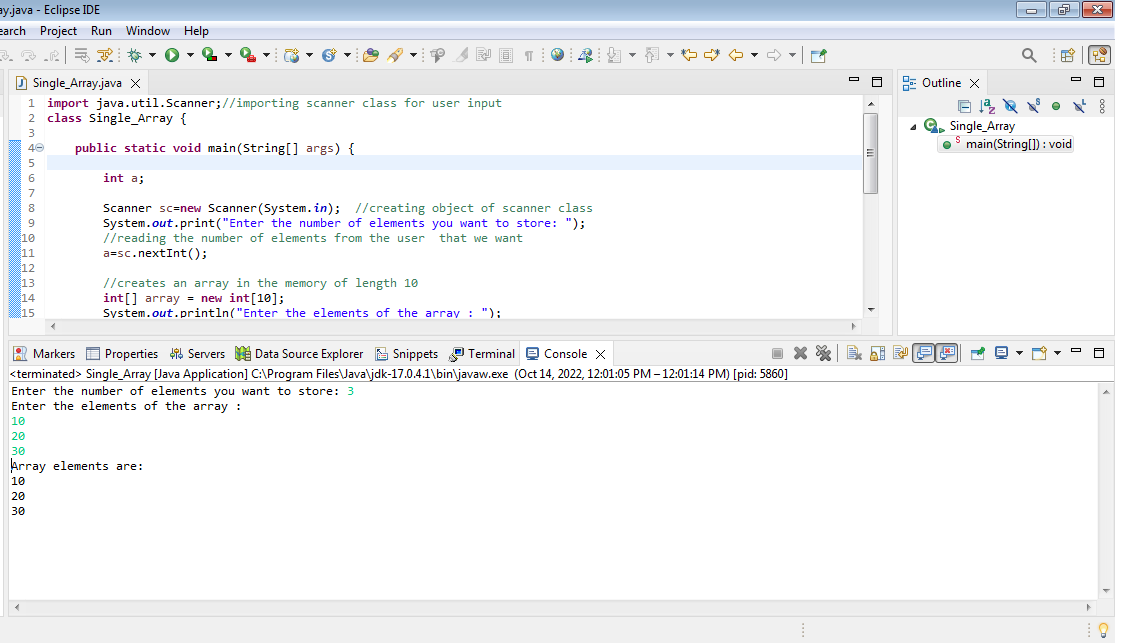 ay.java - Eclipse IDE
earch Project Run Window Help
Single_Array.java
1 import java.util.Scanner;//importing scanner class for user input
2 class Single_Array {
3
4 public static void main(String[] args) {
5
6 int a;
7
8 Scanner sc=new Scanner(System.in);  //creating object of scanner class
9 System.out.print("Enter the number of elements you want to store: ");
10 //reading the number of elements from the user  that we want
11 a=sc.nextInt();
12
13 //creates an array in the memory of length 10
14 int[] array = new int[10];
15 System.out.println("Enter the elements of the array : ");
Outline
Single_Array
main(String[]) : void
Markers Properties Servers Data Source Explorer Snippets Terminal Console
<terminated> Single_Array [Java Application] C:\Program Files\Java\jdk-17.0.4.1\bin\javaw.exe (Oct 14, 2022, 12:01:05 PM – 12:01:14 PM) [pid: 5860]
Enter the number of elements you want to store: 3
Enter the elements of the array :
10
20
30
Array elements are:
10
20
30